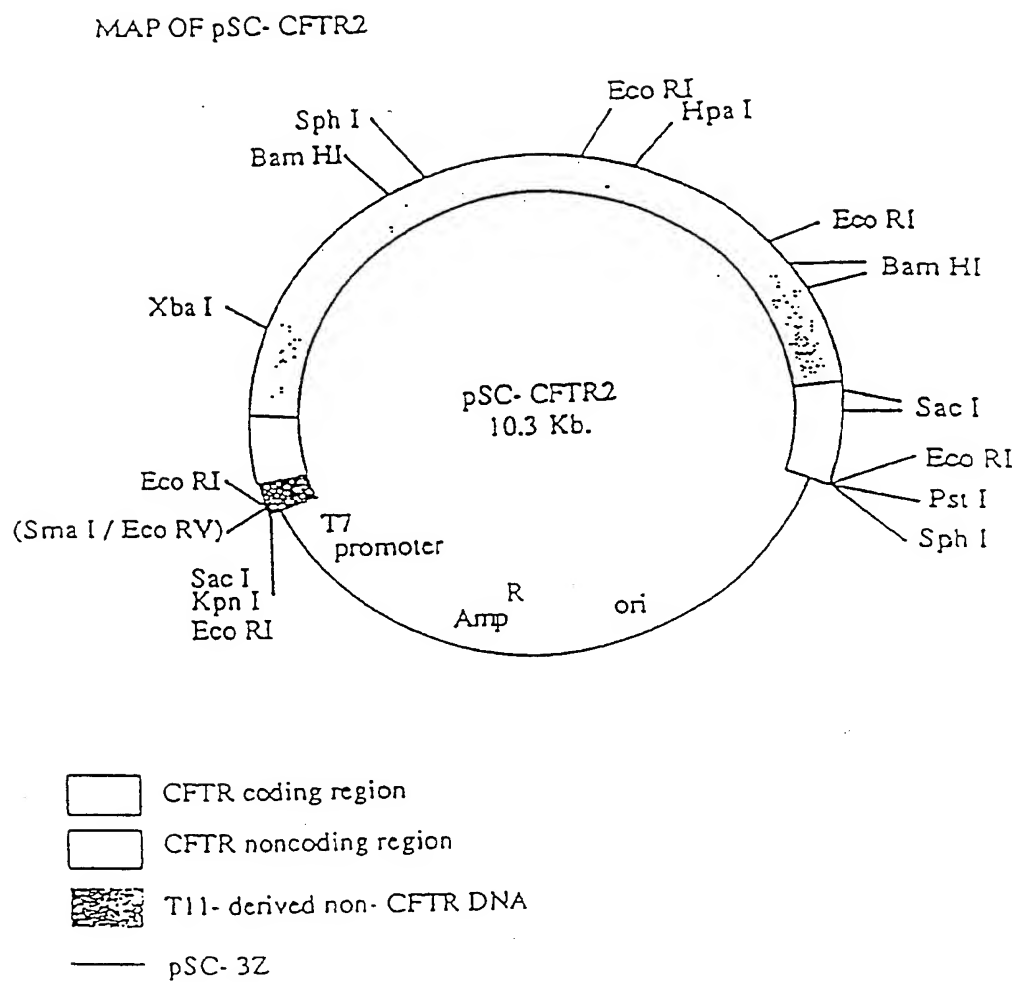 MAP OF pSC- CFTR2
Eco RI
Hpa I
Sph I
Bam HI
Eco RI
Bam HI
Xba I
pSC- CFTR2
10.3 Kb.
Sac I
Eco RI
Pst I
Sph I
Eco RI
(Sma I / Eco RV)
T7
promoter
Sac I
Kpn I
Eco RI
Amp R
ori
CFTR coding region
CFTR noncoding region
T11- derived non- CFTR DNA
pSC- 3Z